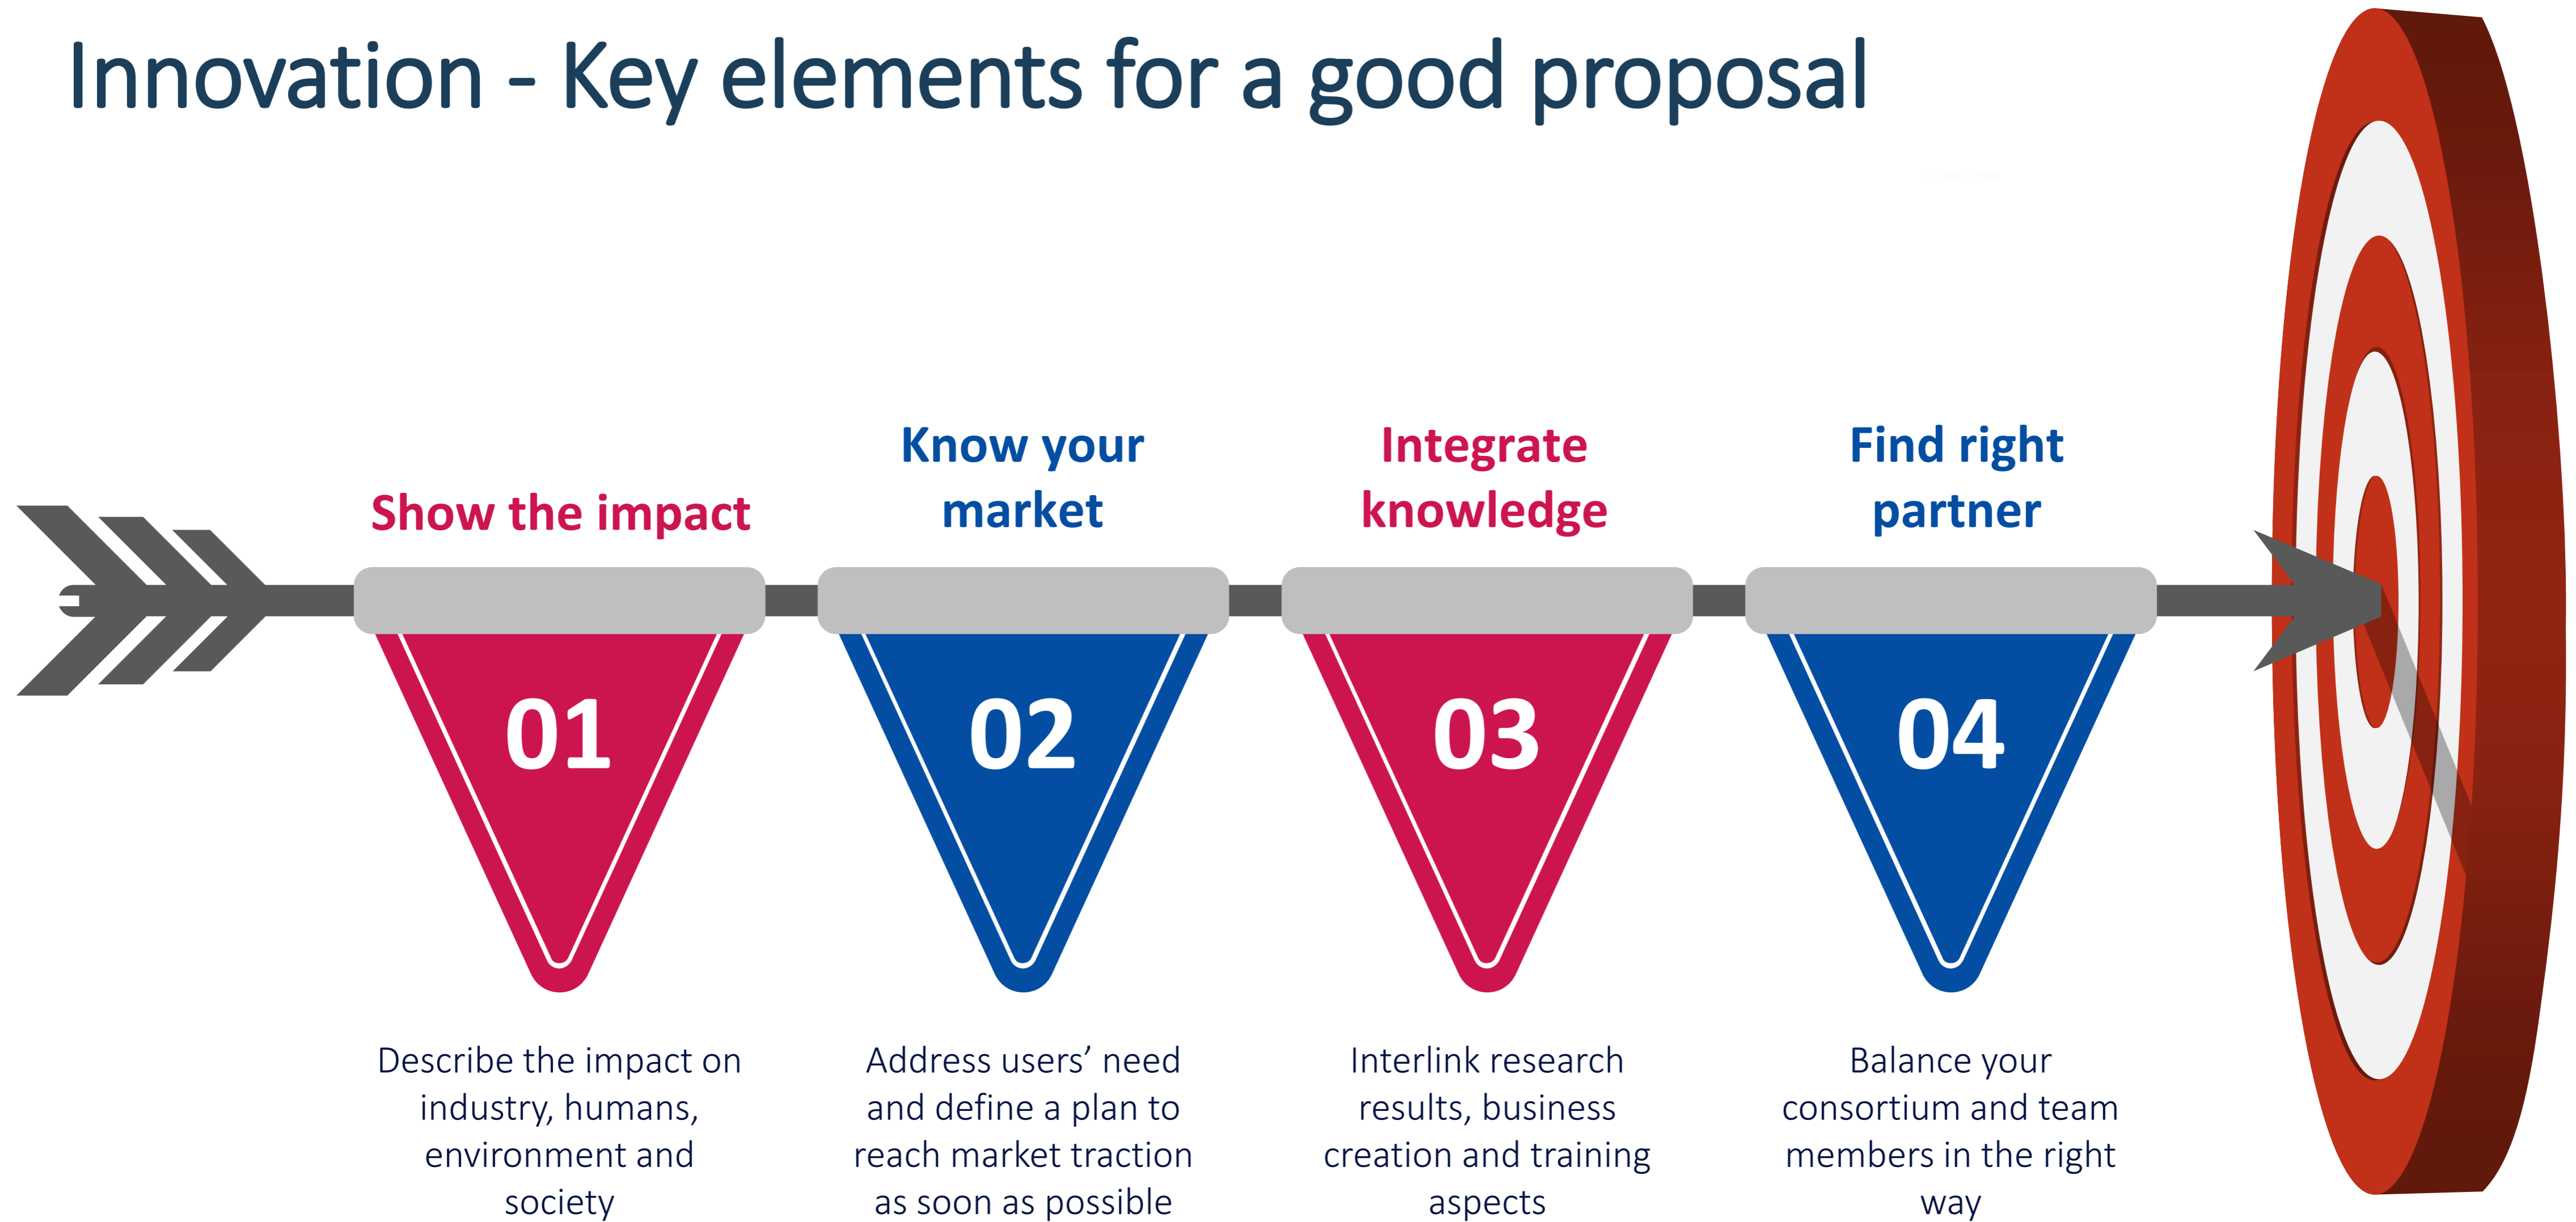 Innovation - Key elements for a good proposal
Show the impact
Know your
market
Integrate
knowledge
Find right
partner
01
02
03
04
Describe the impact on
industry, humans,
environment and
society
Address users’ need
and define a plan to
reach market traction
as soon as possible
Interlink research
results, business
creation and training
aspects
Balance your
consortium and team
members in the right
way